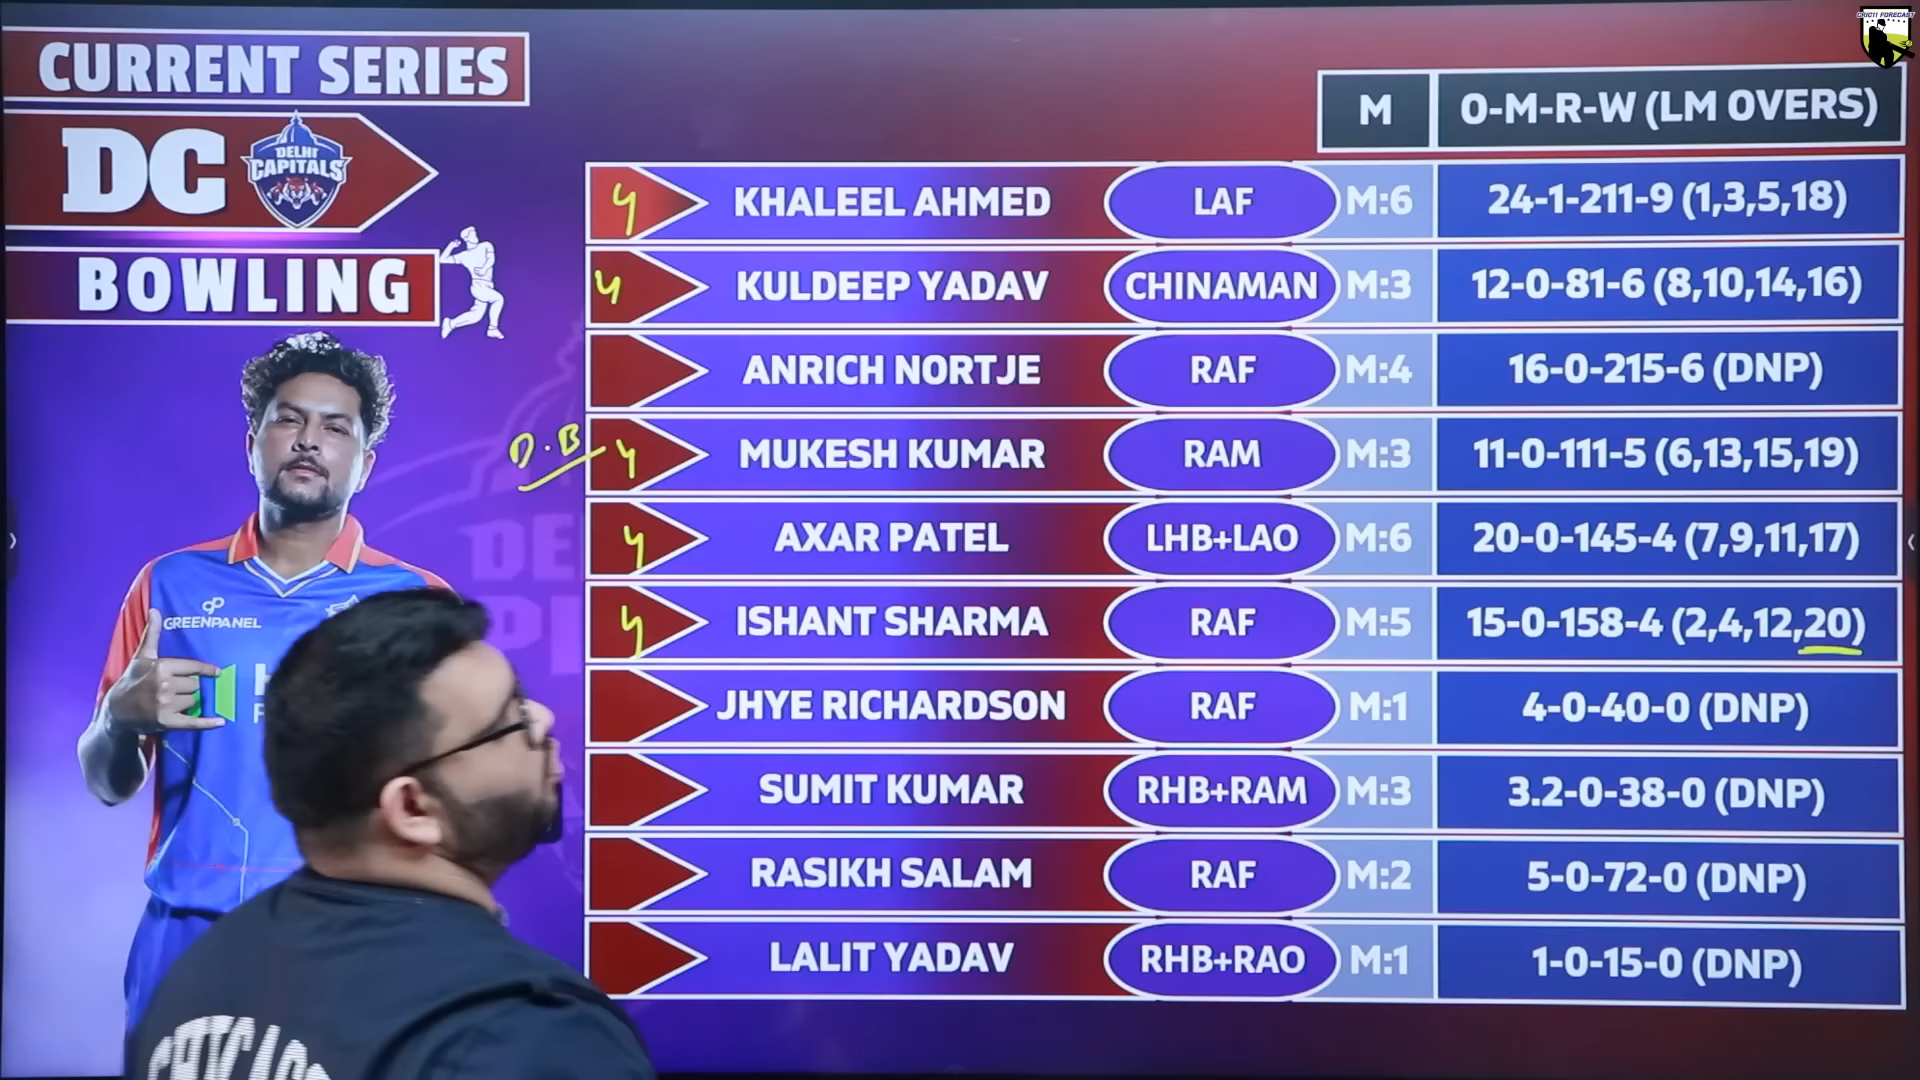 CRIC11 FORECAST
CURRENT SERIES
DC
DELHI
CAPITALS
BOWLING
M O-M-R-W (LM OVERS)
4 KHALEEL AHMED LAF M:6 24-1-211-9 (1,3,5,18)
4 KULDEEP YADAV CHINAMAN M:3 12-0-81-6 (8,10,14,16)
ANRICH NORTJE RAF M:4 16-0-215-6 (DNP)
D.B 4 MUKESH KUMAR RAM M:3 11-0-111-5 (6,13,15,19)
4 AXAR PATEL LHB+LAO M:6 20-0-145-4 (7,9,11,17)
4 ISHANT SHARMA RAF M:5 15-0-158-4 (2,4,12,20)
JHYE RICHARDSON RAF M:1 4-0-40-0 (DNP)
SUMIT KUMAR RHB+RAM M:3 3.2-0-38-0 (DNP)
RASIKH SALAM RAF M:2 5-0-72-0 (DNP)
LALIT YADAV RHB+RAO M:1 1-0-15-0 (DNP)
GREENPANEL